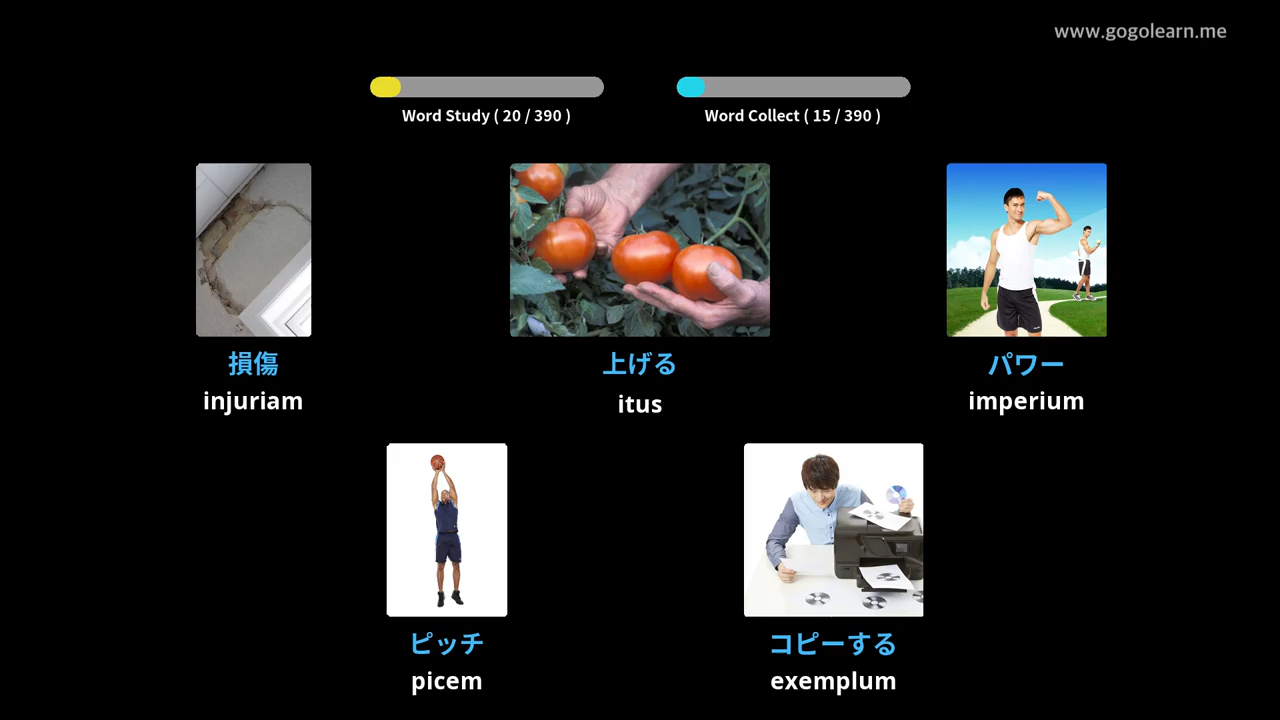 www.gogolearn.me
Word Study ( 20 / 390 )
Word Collect ( 15 / 390 )
損傷
injuriam
上げる
itus
パワー
imperium
ピッチ
picem
コピーする
exemplum